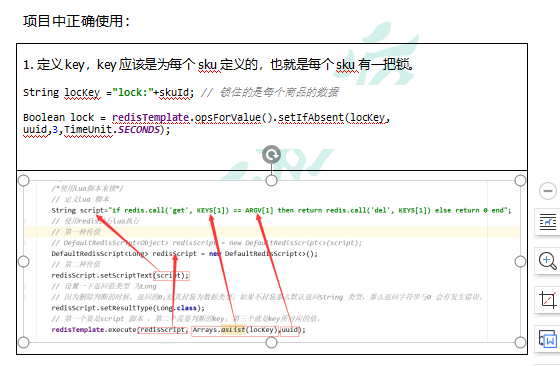 项目中正确使用：
1. 定义 key，key 应该是为每个 sku 定义的，也就是每个 sku 有一把锁。
String locKey ="lock:"+skuId; // 锁住的是每个商品的数据
Boolean lock = redisTemplate.opsForValue().setIfAbsent(locKey,
uuid,3,TimeUnit.SECONDS);
/*使用lua脚本来锁*/
// 定义lua 脚本
String script="if redis.call('get', KEYS[1]) == ARGV[1] then return redis.call('del', KEYS[1]) else return 0 end";
// 使用redis lua执行
// 第一种传值
// DefaultRedisScript<Object> redisScript = new DefaultRedisScript<>(script);
DefaultRedisScript<Long> redisScript = new DefaultRedisScript<>();
// 第二种传值
redisScript.setScriptText(script);
// 设置一下返回值类型 为Long
// 因为删除判断的时候，返回的0,给其封装为数据类型。如果不封装那么默认返回String 类型，那么返回字符串与0 会有发生错误。
redisScript.setResultType(Long.class);
// 第一个要是script 脚本 ，第二个需要判断的key，第三个就是key所对应的值。
redisTemplate.execute(redisScript, Arrays.asList(locKey),uuid);